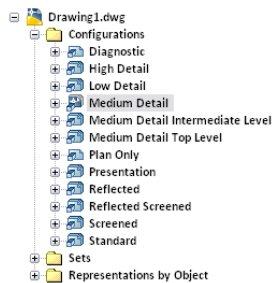 Drawing1.dwg
Configurations
Diagnostic
High Detail
Low Detail
Medium Detail
Medium Detail Intermediate Level
Medium Detail Top Level
Plan Only
Presentation
Reflected
Reflected Screened
Screened
Standard
Sets
Representations by Object